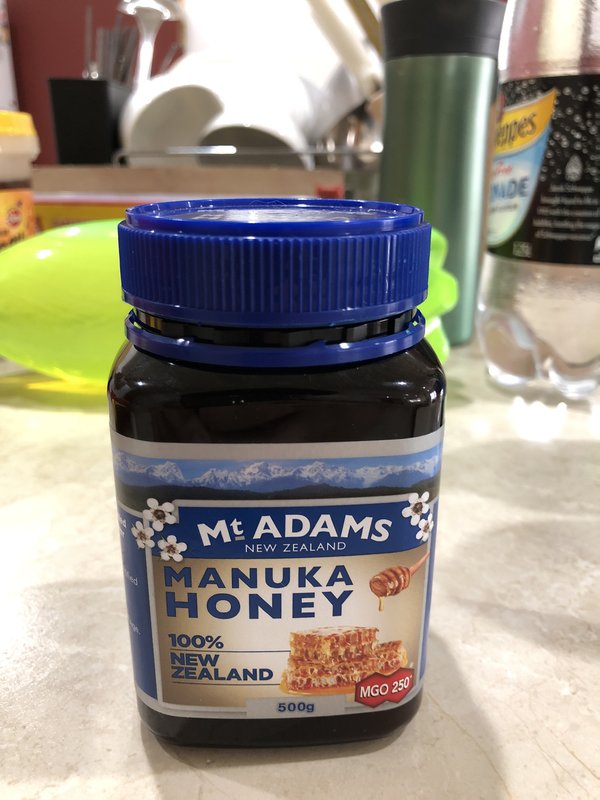 Mt ADAMS
NEW ZEALAND
MANUKA
HONEY
100%
NEW
ZEALAND
MGO 250+
500g